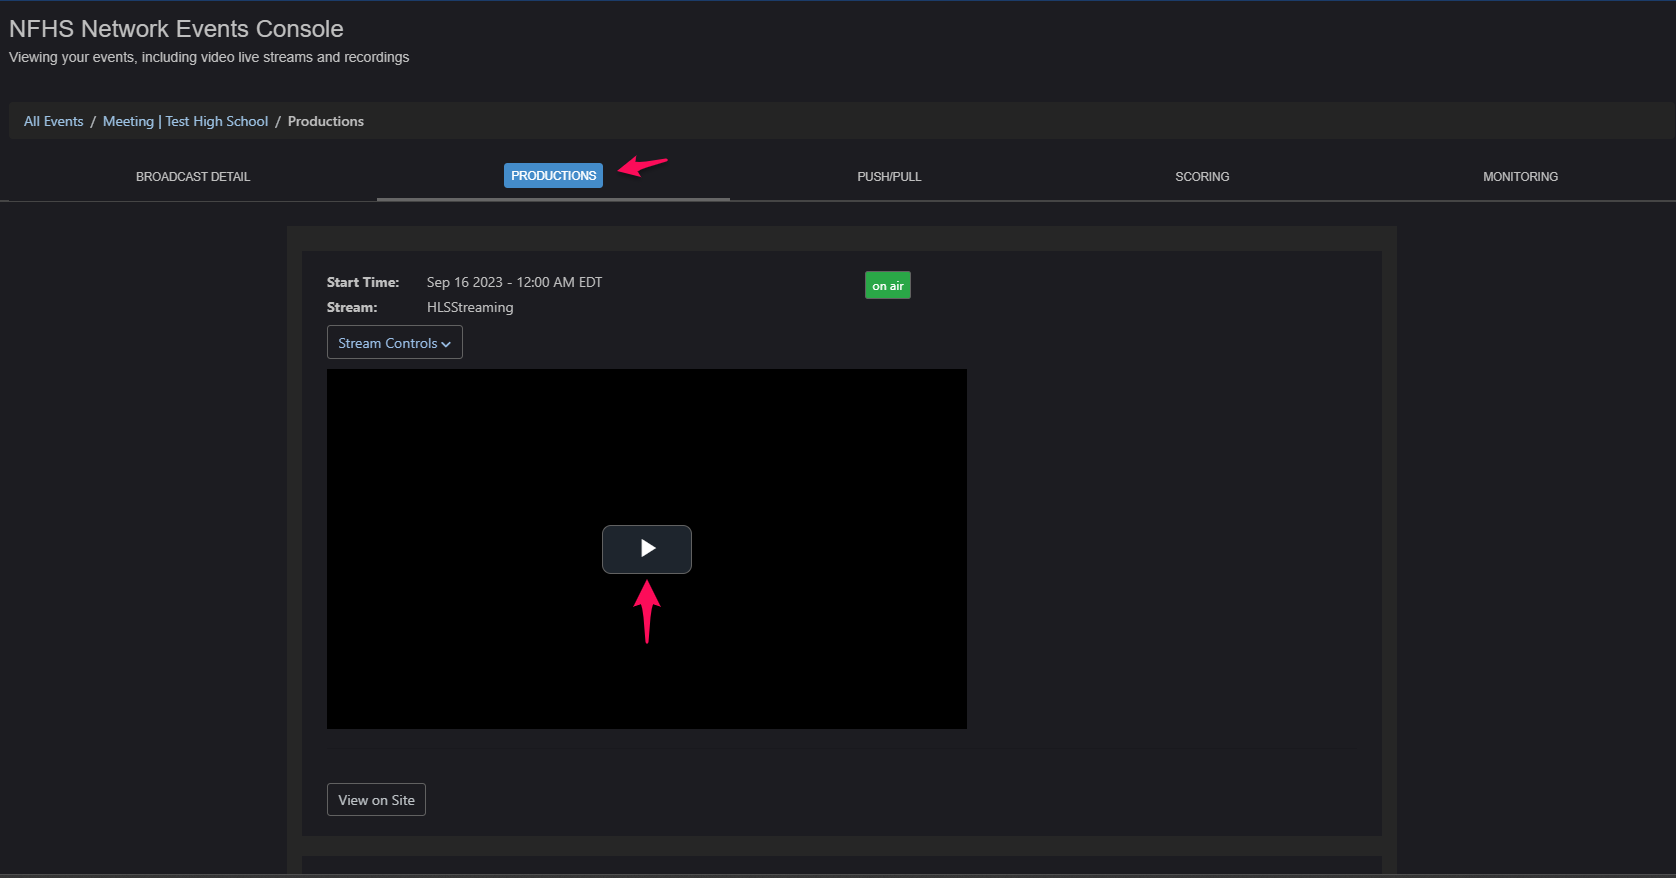 NFHS Network Events Console
Viewing your events, including video live streams and recordings
All Events / Meeting | Test High School / Productions
BROADCAST DETAIL PRODUCTIONS PUSH/PULL SCORING MONITORING
Start Time: Sep 16 2023 - 12:00 AM EDT on air
Stream: HLSStreaming
Stream Controls
View on Site